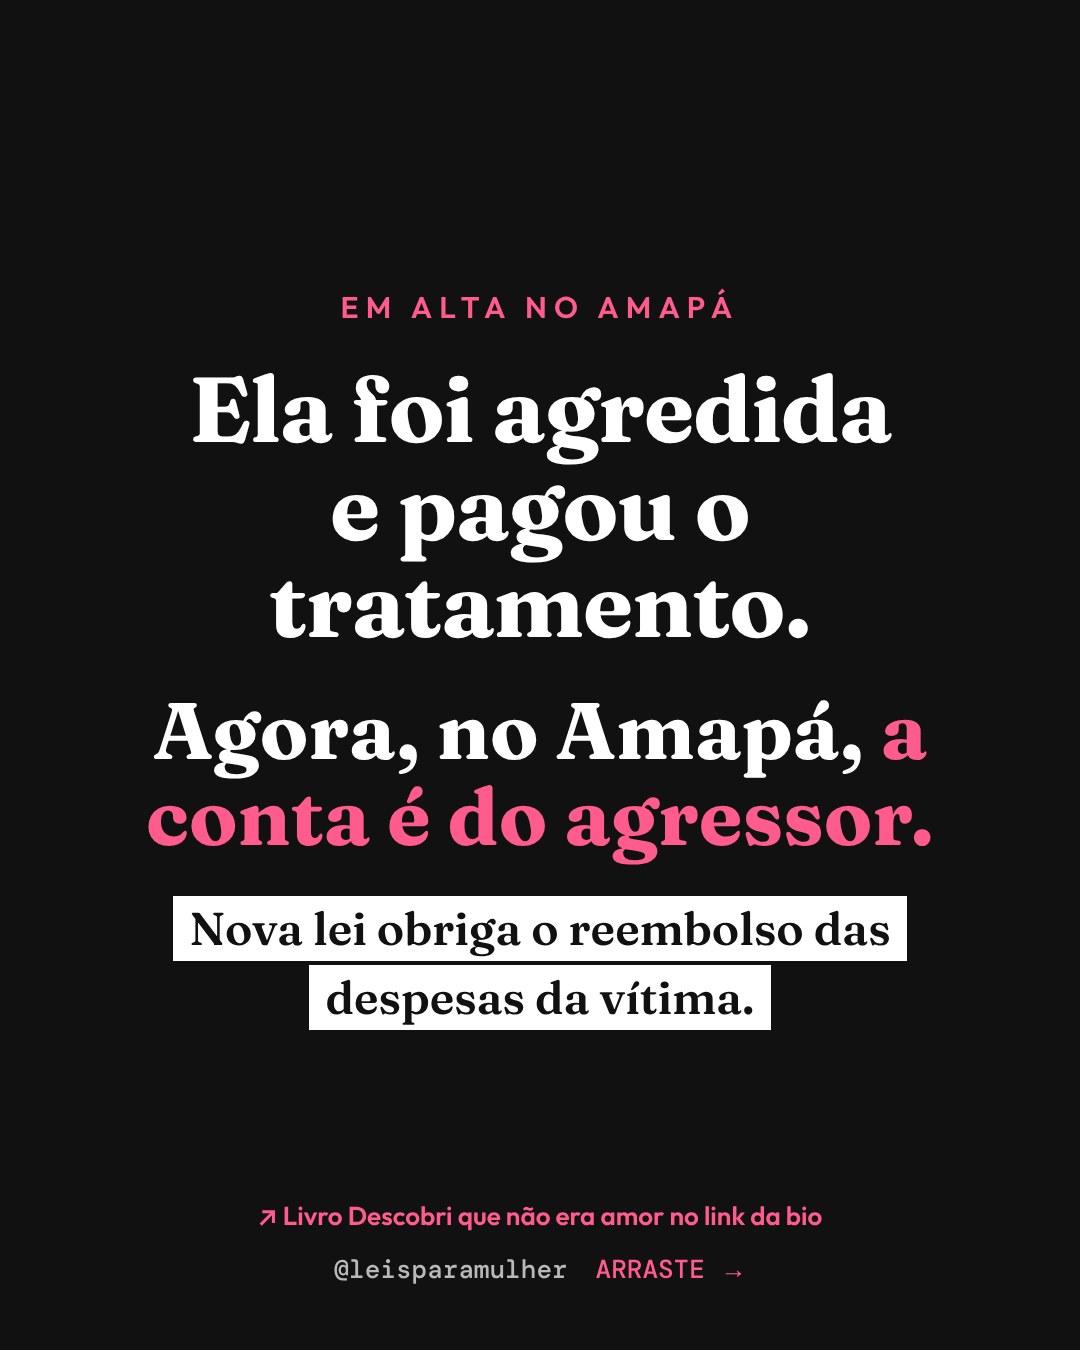 EM ALTA NO AMAPÁ
Ela foi agredida
e pagou o
tratamento.
Agora, no Amapá, a
conta é do agressor.
Nova lei obriga o reembolso das
despesas da vítima.
↗ Livro Descobri que não era amor no link da bio
@leisparamulher ARRASTE →